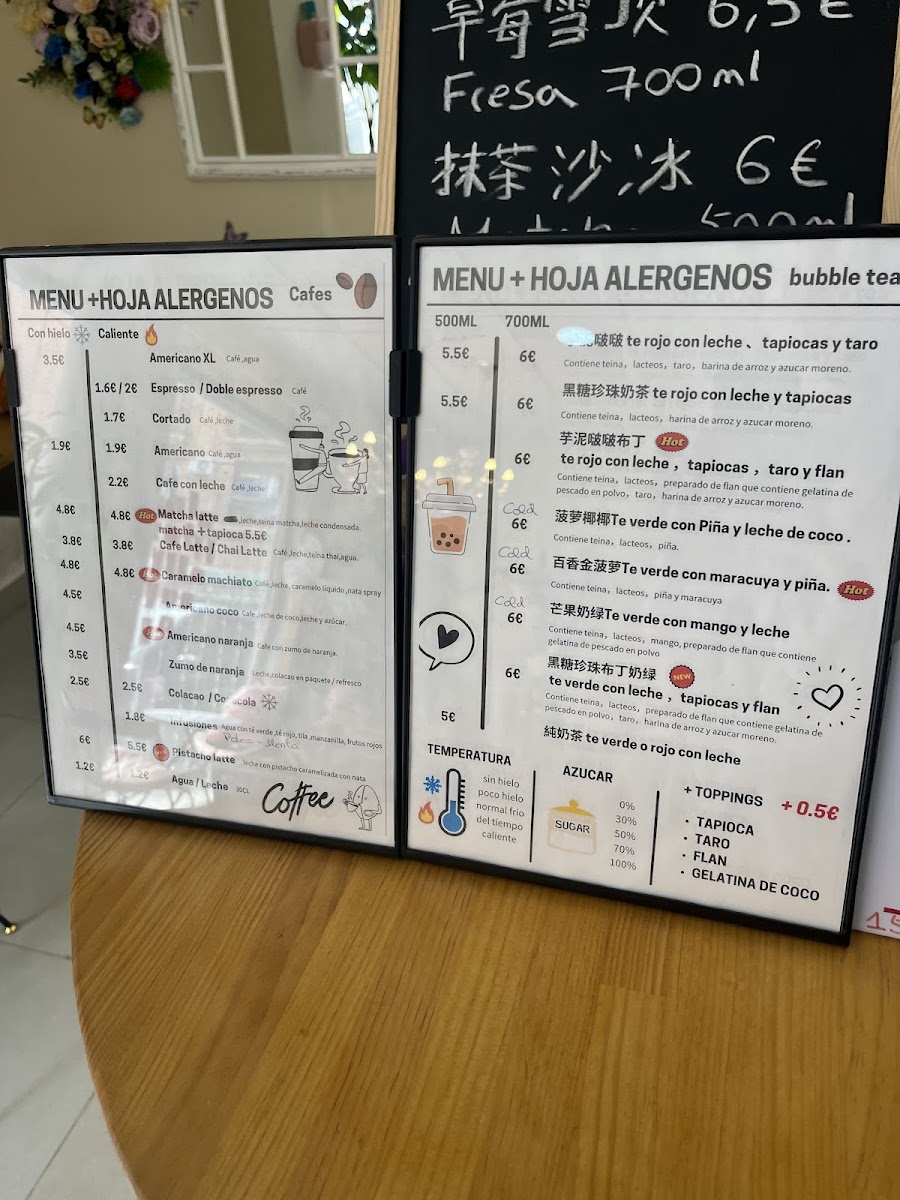 草莓雪顶 6,5€
Fresa 700ml
抹茶沙冰 6€
500ml
MENU +HOJA ALERGENOS Cafes
Con hielo Caliente
3.5€ Americano XL Café,agua
1.6€/ 2€ Espresso / Doble espresso Café
1.7€ Cortado Café,leche
1.9€ 1.9€ Americano Café,agua
2.2€ Cafe con leche Café,leche
4.8€ 4.8€ Hot Matcha latte ,leche,teina matcha,leche condensada.
matcha +tapioca 5.5€
3.8€ 3.8€ Cafe Latte / Chai Latte Café,leche,teina thai,agua.
4.8€ 4.8€ Hot Caramelo machiato Café,leche, caramelo líquido,nata spray
4.5€ Americano coco Cafe,leche de coco,leche y azúcar.
4.5€ Hot Americano naranja Cafe con zumo de naranja.
3.5€ Zumo de naranja Leche,colacao en paquete / refresco
2.5€ 2.5€ Colacao / Cocacola
1.8€ Infusiones Agua con té verde,té rojo, tila ,manzanilla, frutos rojos
Poleo - Menta
6€ 5.5€ NEW Pistacho latte leche con pistacho caramelizada con nata
1.2€ 1.2€ Agua / Leche 30CL
Coffee
MENU + HOJA ALERGENOS bubble tea
500ML 700ML
5.5€ 6€ 啵啵 te rojo con leche 、tapiocas y taro
Contiene teina, lacteos, taro, harina de arroz y azucar moreno.
5.5€ 6€ 黑糖珍珠奶茶 te rojo con leche y tapiocas
Contiene teina, lacteos, harina de arroz y azucar moreno.
芋泥啵啵布丁 Hot
6€ te rojo con leche ，tapiocas ，taro y flan
Contiene teina, lacteos, preparado de flan que contiene gelatina de
pescado en polvo, taro, harina de arroz y azucar moreno.
Cold
6€ 菠萝椰椰Te verde con Piña y leche de coco .
Contiene teina, lacteos, piña.
Cold
6€ 百香金菠萝Te verde con maracuya y piña. Hot
Contiene teina, lacteos, piña y maracuya
Cold
6€ 芒果奶绿Te verde con mango y leche
Contiene teina, lacteos, mango, preparado de flan que contiene
gelatina de pescado en polvo
黑糖珍珠布丁奶绿 NEW
6€ te verde con leche ，tapiocas y flan
Contiene teina, lacteos, preparado de flan que contiene gelatina de
pescado en polvo, taro, harina de arroz y azucar moreno.
5€ 純奶茶 te verde o rojo con leche
TEMPERATURA
sin hielo
poco hielo
normal frio
del tiempo
caliente
AZUCAR
SUGAR
0%
30%
50%
70%
100%
+ TOPPINGS +0.5€
· TAPIOCA
· TARO
· FLAN
· GELATINA DE COCO